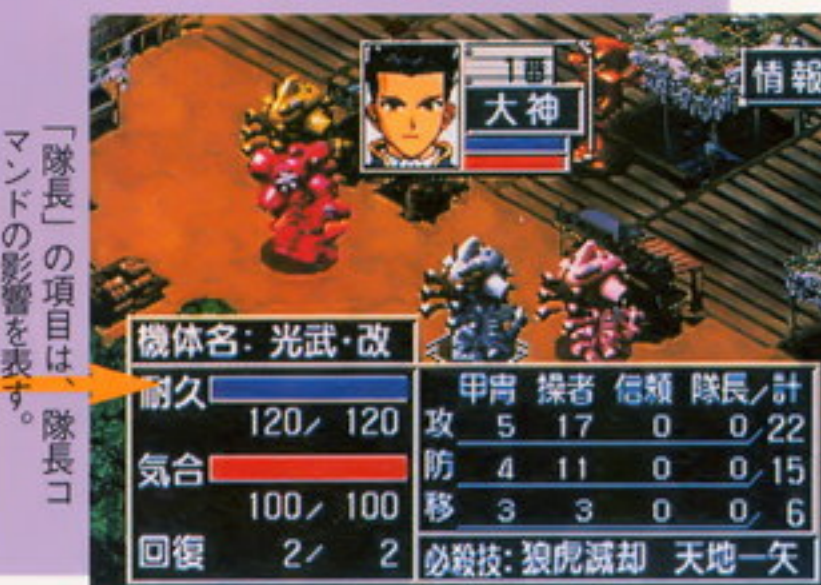 「隊長」の項目は、隊長コ
マンドの影響を表す。
1番
大神
情報
機体名: 光武・改
耐久
120/ 120
気合
100/ 100
回復 2/ 2
甲冑 操者 信頼 隊長/計
攻 5 17 0 0/22
防 4 11 0 0/15
移 3 3 0 0/ 6
必殺技: 狼虎滅却 天地一矢